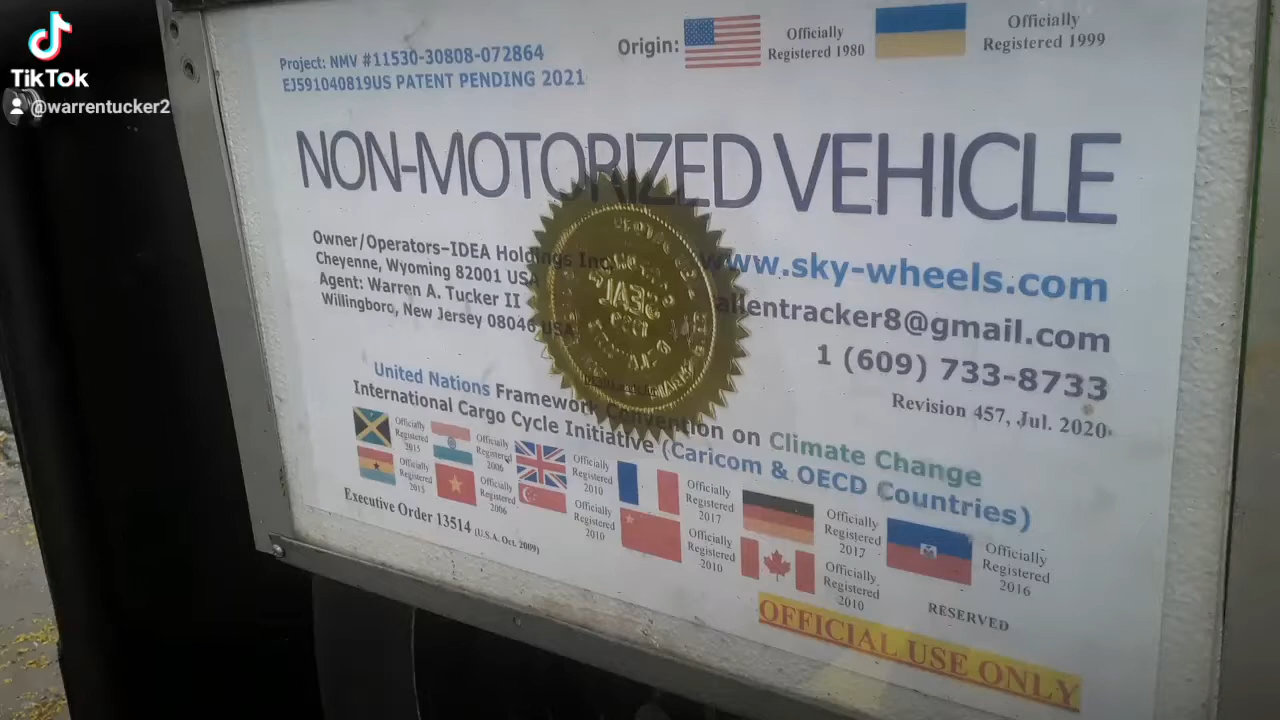 TikTok
@warrentucker2
Project: NMV #11530-30808-072864
EJ591040819US PATENT PENDING 2021
Origin:
Officially
Registered 1980
Officially
Registered 1999
NON-MOTORIZED VEHICLE
Owner/Operators–IDEA Holdings Inc.
Cheyenne, Wyoming 82001 USA
Agent: Warren A. Tucker II
Willingboro, New Jersey 08046 USA
www.sky-wheels.com
allentracker8@gmail.com
1 (609) 733-8733
Revision 457, Jul. 2020
United Nations Framework Convention on Climate Change
International Cargo Cycle Initiative (Caricom & OECD Countries)
Officially
Registered
2015
Officially
Registered
2006
Officially
Registered
2010
Officially
Registered
2017
Officially
Registered
2017
Officially
Registered
2016
Officially
Registered
2015
Officially
Registered
2006
Officially
Registered
2010
Officially
Registered
2010
Officially
Registered
2010
RESERVED
Executive Order 13514 (U.S.A. Oct. 2009)
OFFICIAL USE ONLY